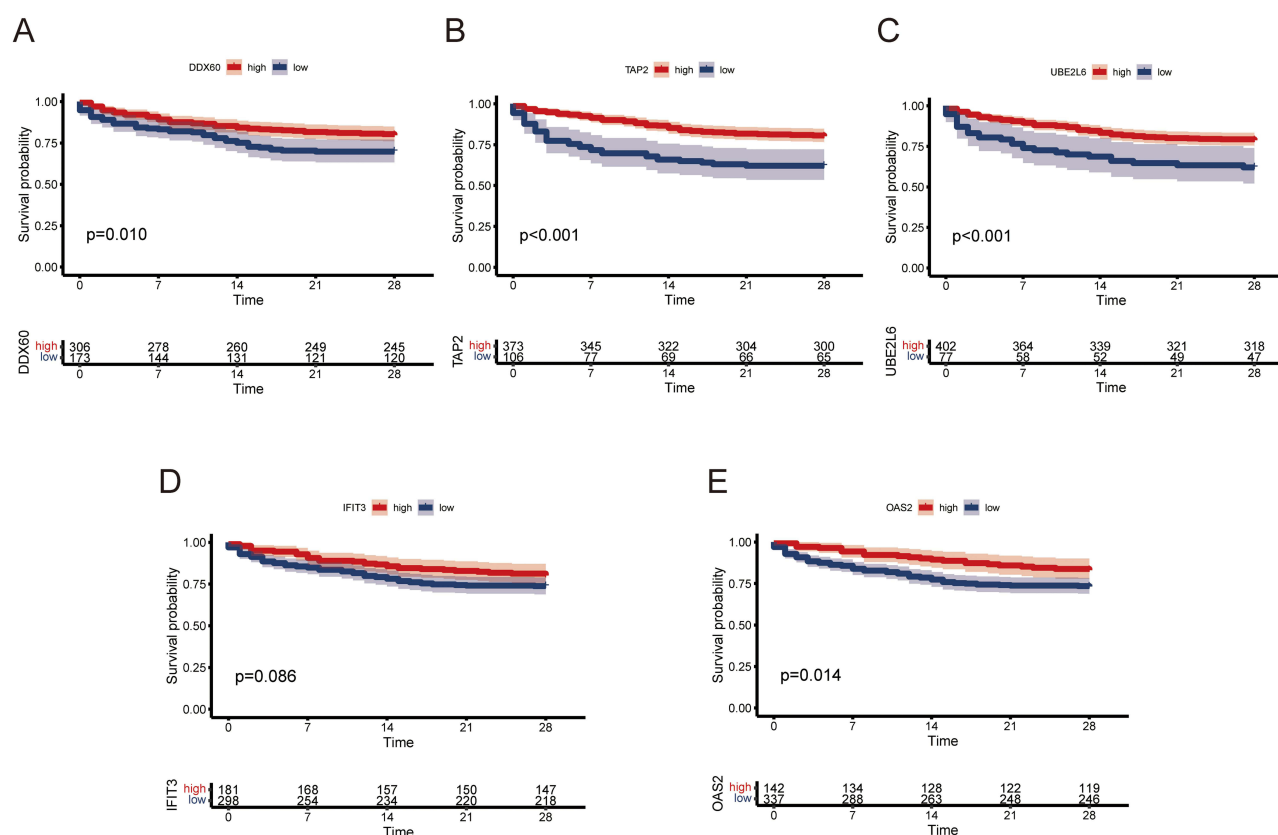 A
DDX60 high low
Survival probability
1.00
0.75
0.50
0.25
0.00
p=0.010
0 7 14 21 28
Time
DDX60
high 306 278 260 249 245
low 173 144 131 121 120
0 7 14 21 28
Time
B
TAP2 high low
Survival probability
1.00
0.75
0.50
0.25
0.00
p<0.001
0 7 14 21 28
Time
TAP2
high 373 345 322 304 300
low 106 77 69 66 65
0 7 14 21 28
Time
C
UBE2L6 high low
Survival probability
1.00
0.75
0.50
0.25
0.00
p<0.001
0 7 14 21 28
Time
UBE2L6
high 402 364 339 321 318
low 77 58 52 49 47
0 7 14 21 28
Time
D
IFIT3 high low
Survival probability
1.00
0.75
0.50
0.25
0.00
p=0.086
0 7 14 21 28
Time
IFIT3
high 181 168 157 150 147
low 298 254 234 220 218
0 7 14 21 28
Time
E
OAS2 high low
Survival probability
1.00
0.75
0.50
0.25
0.00
p=0.014
0 7 14 21 28
Time
OAS2
high 142 134 128 122 119
low 337 288 263 248 246
0 7 14 21 28
Time